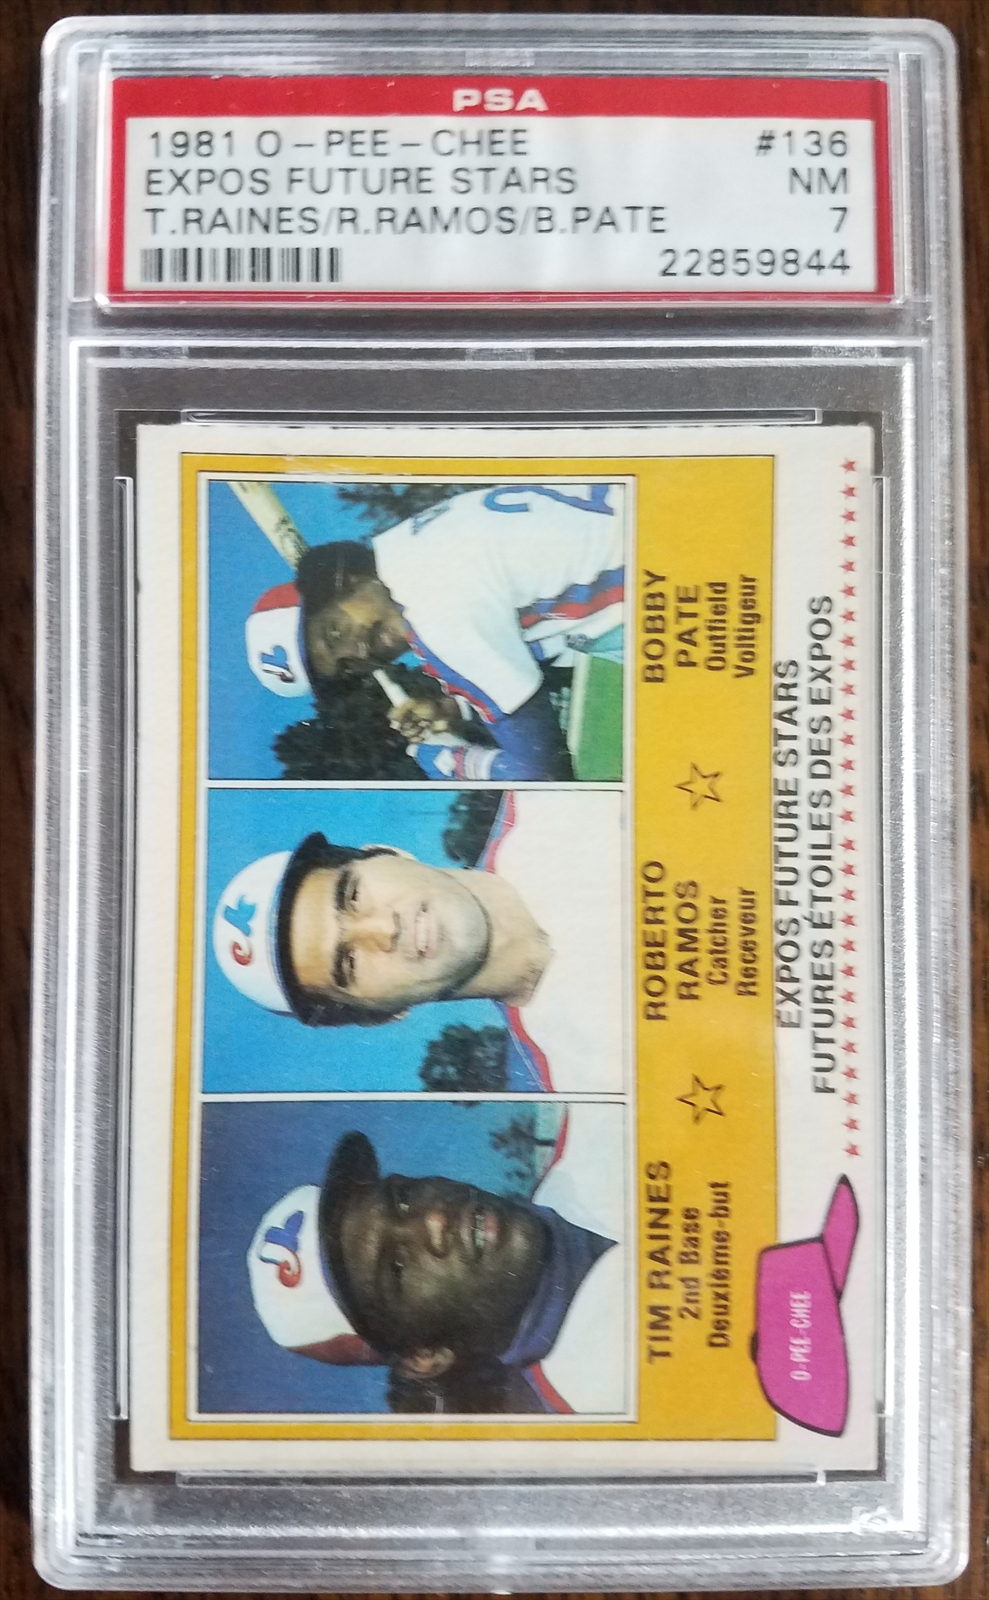 PSA
1981 O-PEE-CHEE #136
EXPOS FUTURE STARS NM
T.RAINES/R.RAMOS/B.PATE 7
22859844
TIM RAINES
2nd Base
Deuxième-but
ROBERTO
RAMOS
Catcher
Receveur
BOBBY
PATE
Outfield
Voltigeur
O-PEE-CHEE
EXPOS FUTURE STARS
FUTURES ÉTOILES DES EXPOS